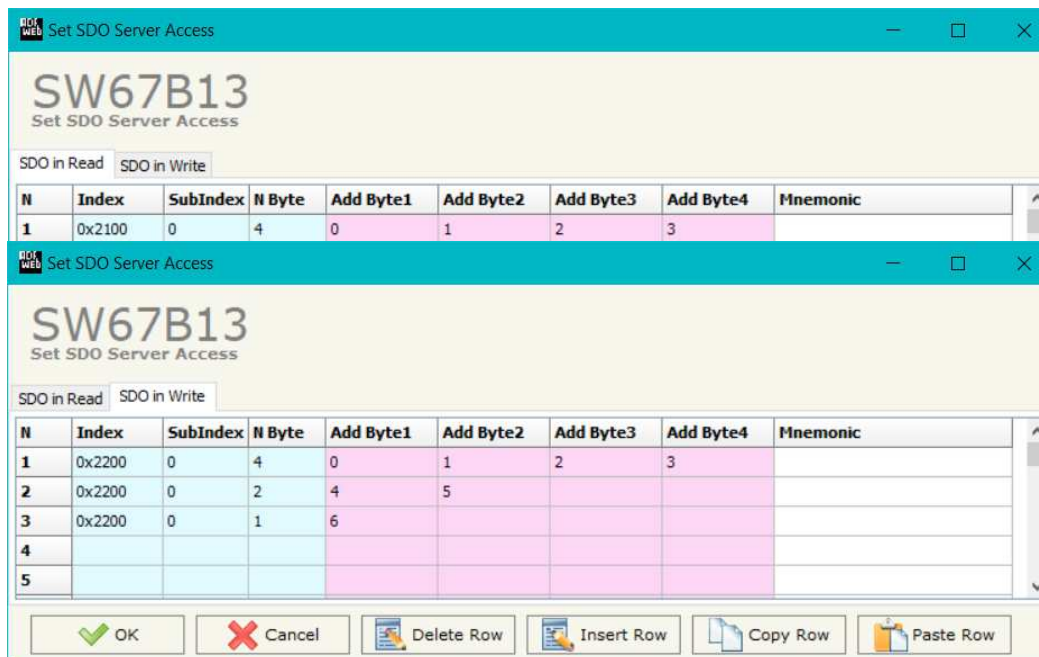 ADF WEB Set SDO Server Access
SW67B13
Set SDO Server Access
SDO in Read SDO in Write
N Index SubIndex N Byte Add Byte1 Add Byte2 Add Byte3 Add Byte4 Mnemonic
1 0x2100 0 4 0 1 2 3
ADF WEB Set SDO Server Access
SW67B13
Set SDO Server Access
SDO in Read SDO in Write
N Index SubIndex N Byte Add Byte1 Add Byte2 Add Byte3 Add Byte4 Mnemonic
1 0x2200 0 4 0 1 2 3
2 0x2200 0 2 4 5
3 0x2200 0 1 6
4
5
OK Cancel Delete Row Insert Row Copy Row Paste Row